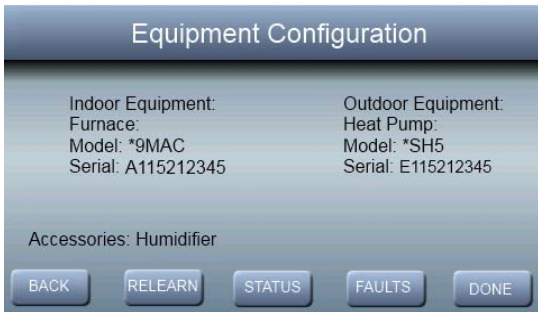 Equipment Configuration
Indoor Equipment:
Furnace:
Model: *9MAC
Serial: A115212345
Outdoor Equipment:
Heat Pump:
Model: *SH5
Serial: E115212345
Accessories: Humidifier
BACK
RELEARN
STATUS
FAULTS
DONE